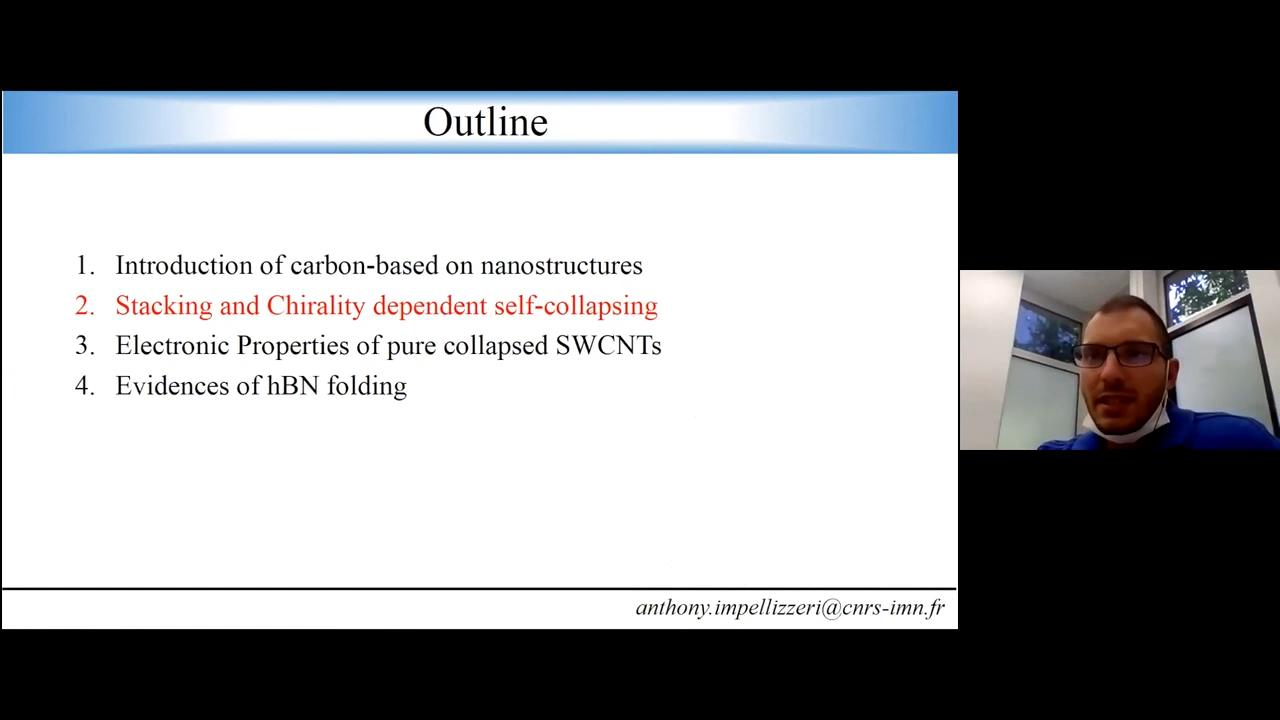 Outline
1. Introduction of carbon-based on nanostructures
2. Stacking and Chirality dependent self-collapsing
3. Electronic Properties of pure collapsed SWCNTs
4. Evidences of hBN folding
anthony.impellizzeri@cnrs-imn.fr